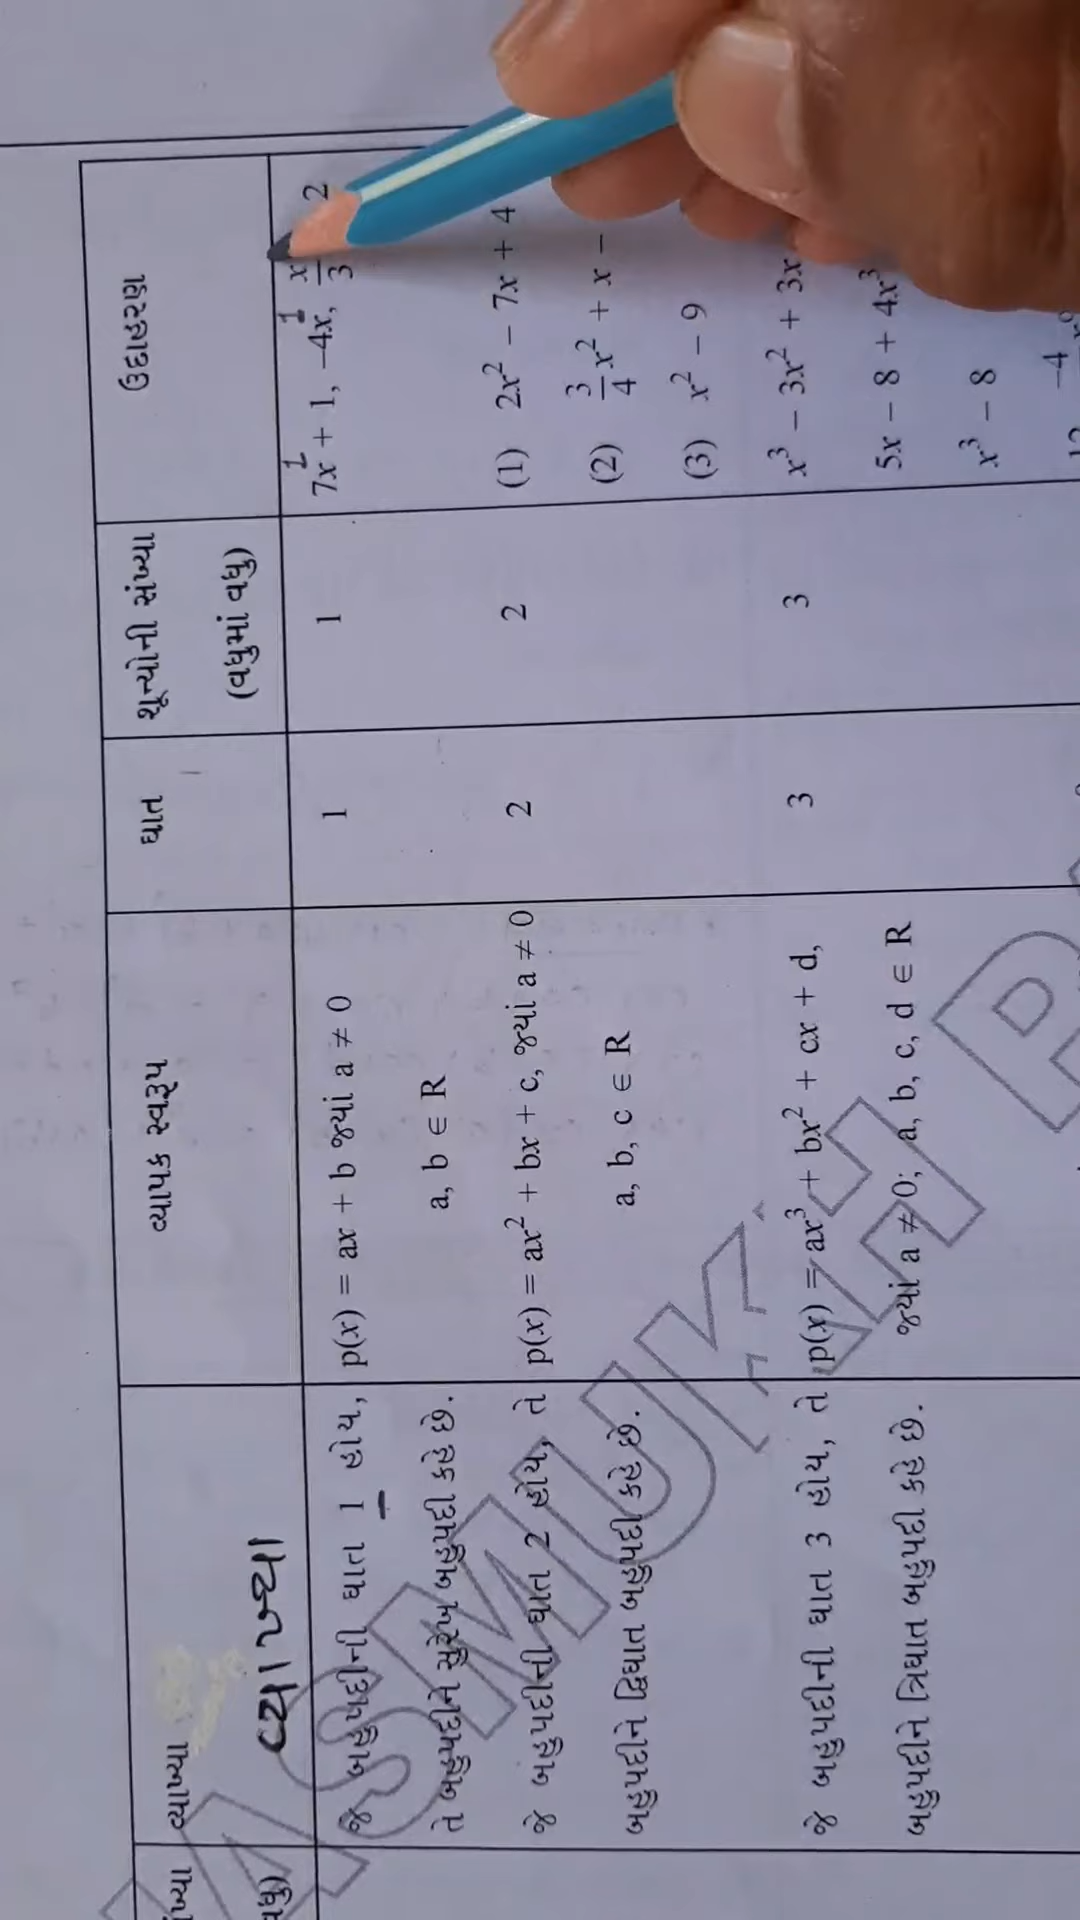 વ્યાખ્યા
વ્યાખ્યા
વ્યાપક સ્વરૂપ
ઘાત
શૂન્યોની સંખ્યા
(વધુમાં વધુ)
ઉદાહરણ
જે બહુપદીની ઘાત 1 હોય,
તે બહુપદીને સુરેખ બહુપદી કહે છે.
p(x) = ax + b જ્યાં a ≠ 0
a, b ∈ R
1
1
7x¹ + 1, -4x¹, x/3 2
જે બહુપદીની ઘાત 2 હોય, તે
બહુપદીને દ્વિઘાત બહુપદી કહે છે.
p(x) = ax² + bx + c, જ્યાં a ≠ 0
a, b, c ∈ R
2
2
(1) 2x² - 7x + 4
(2) 3/4 x² + x -
(3) x² - 9
જે બહુપદીની ઘાત 3 હોય, તે
બહુપદીને ત્રિઘાત બહુપદી કહે છે.
p(x) = ax³ + bx² + cx + d,
જ્યાં a ≠ 0; a, b, c, d ∈ R
3
3
x³ - 3x² + 3x
5x - 8 + 4x³
x³ - 8